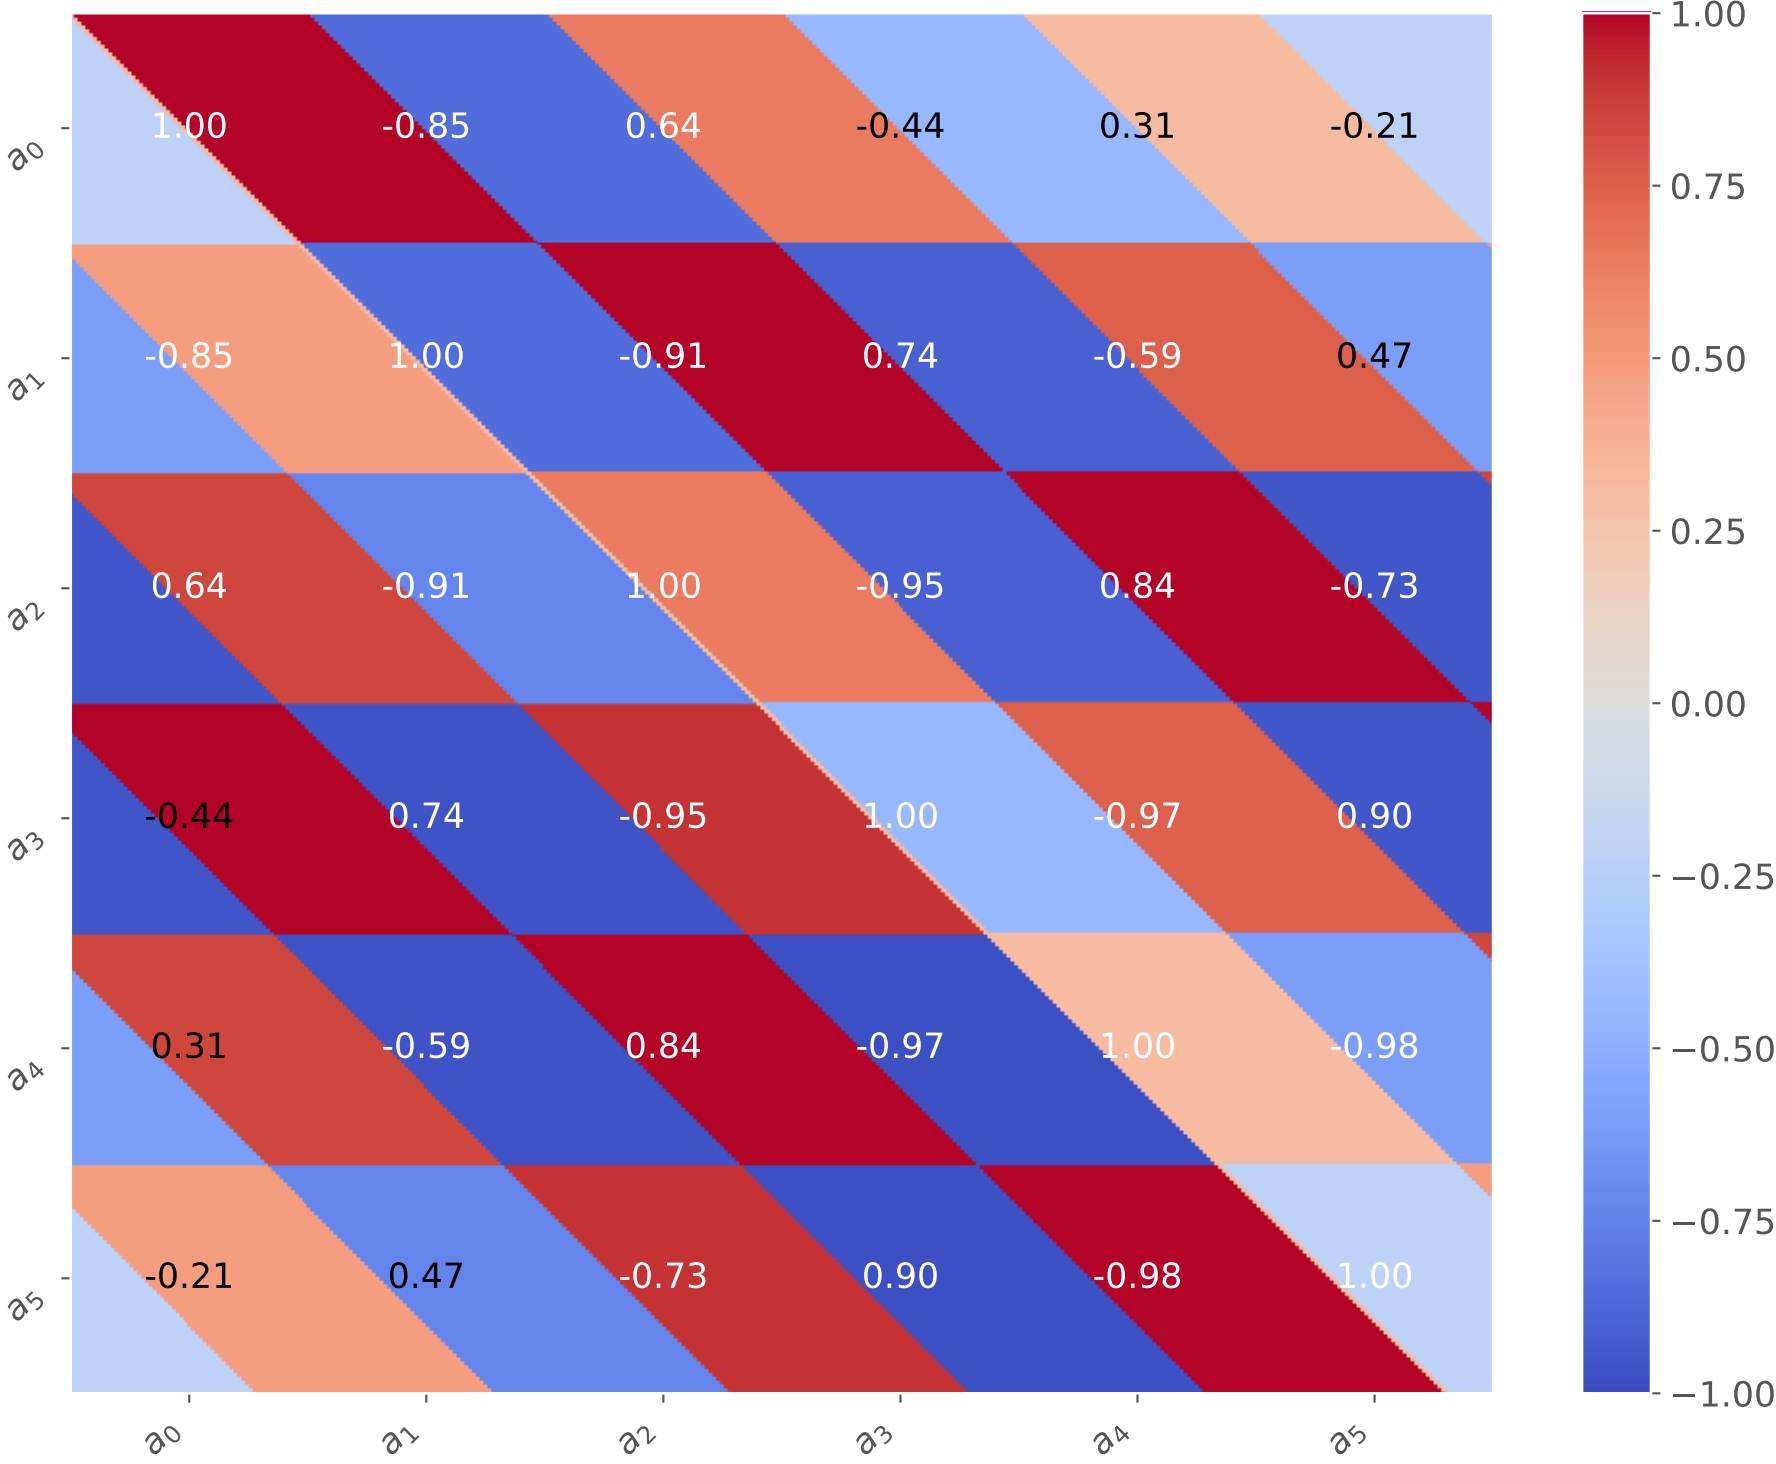 1.00
a₀ 1.00 -0.85 0.64 -0.44 0.31 -0.21
0.75
a₁ -0.85 1.00 -0.91 0.74 -0.59 0.47
0.50
0.25
a₂ 0.64 -0.91 1.00 -0.95 0.84 -0.73
0.00
a₃ -0.44 0.74 -0.95 1.00 -0.97 0.90
−0.25
a₄ 0.31 -0.59 0.84 -0.97 1.00 -0.98
−0.50
−0.75
a₅ -0.21 0.47 -0.73 0.90 -0.98 1.00
−1.00
a₀ a₁ a₂ a₃ a₄ a₅